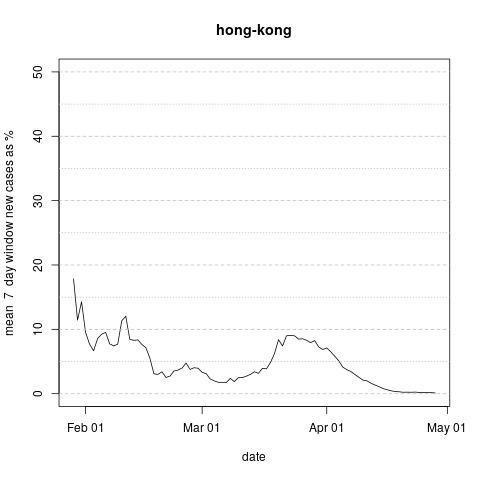 hong-kong
mean  7  day window new cases as %
50
40
30
20
10
0
Feb 01
Mar 01
Apr 01
May 01
date